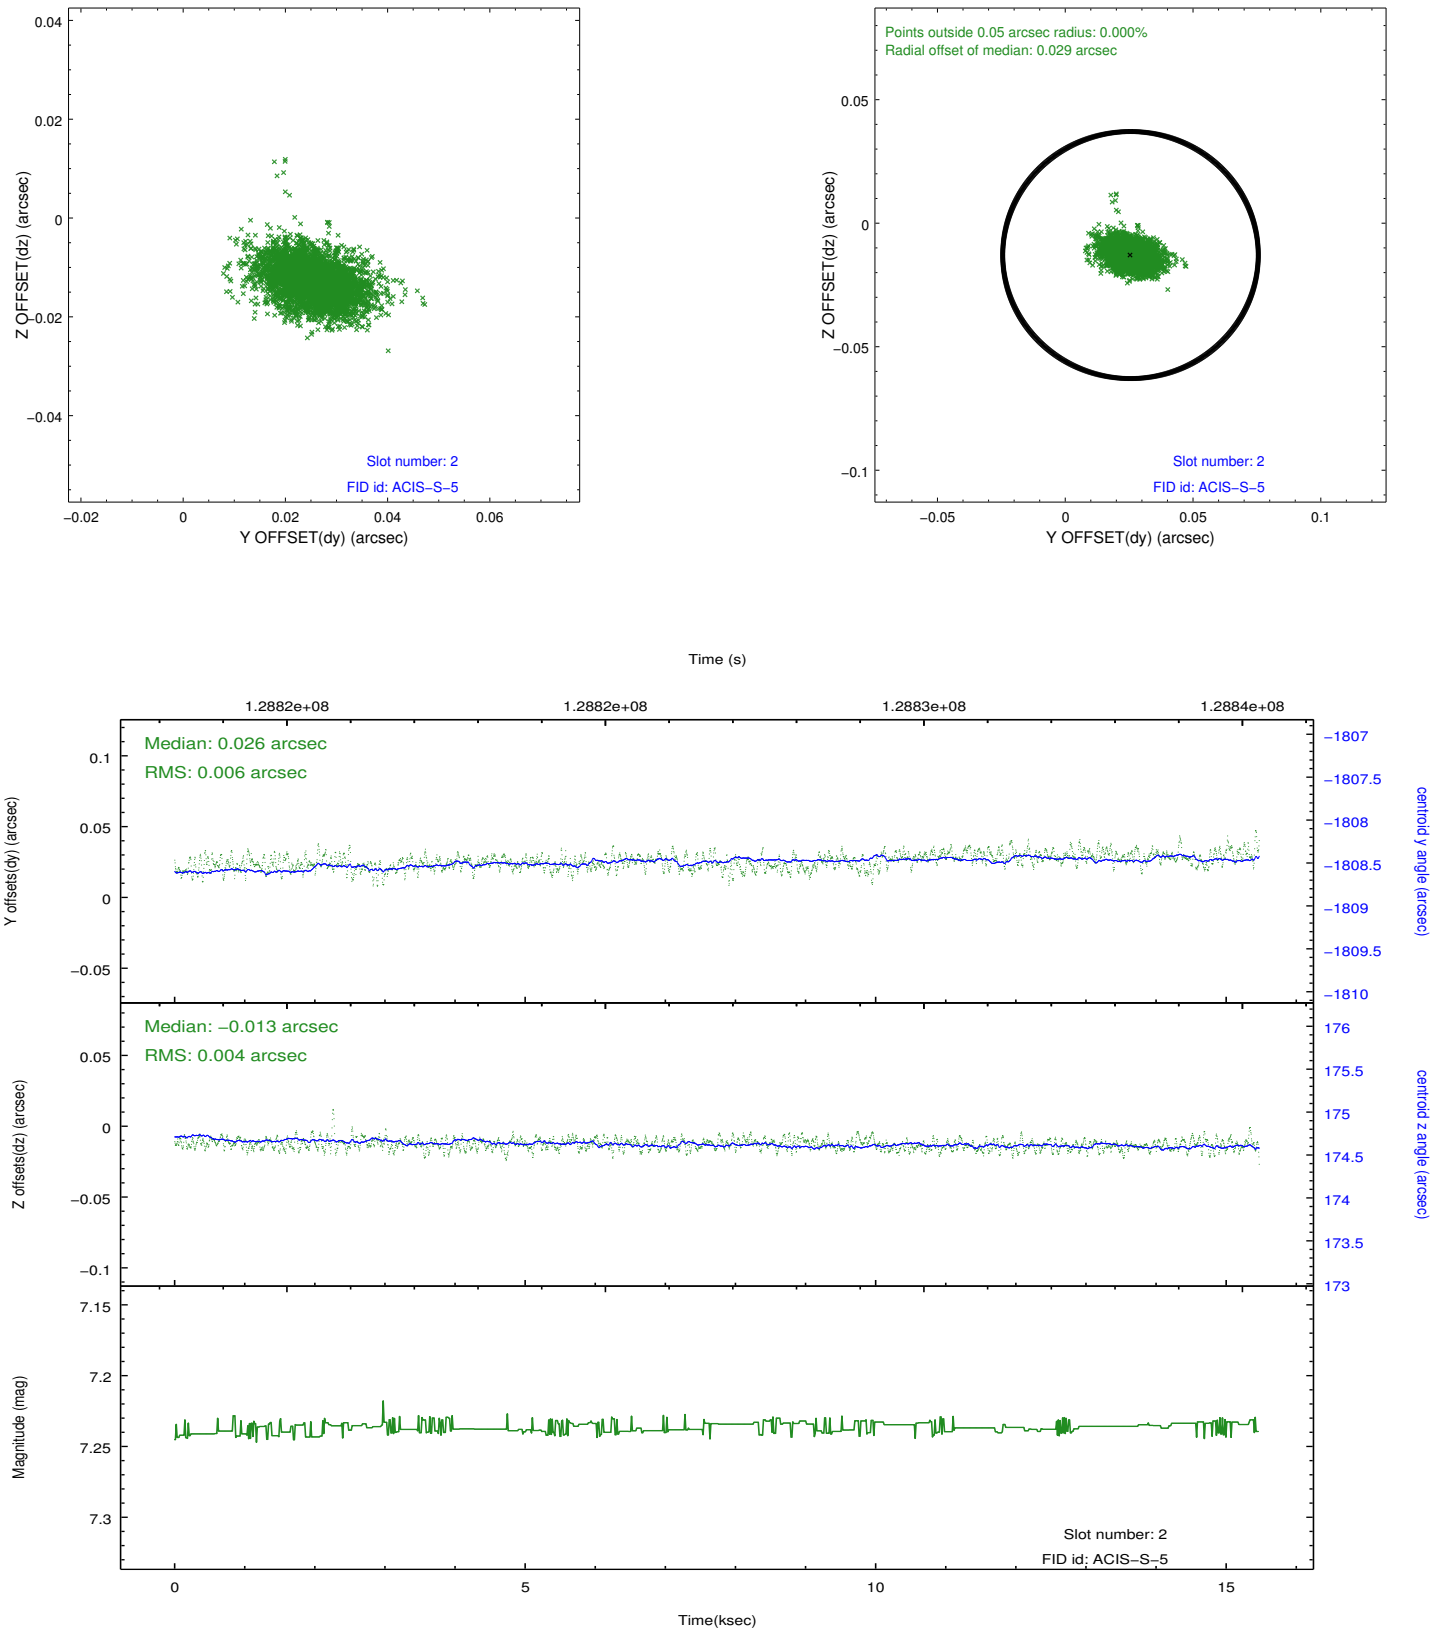 0.04
0.02
0
−0.02
−0.04
Z OFFSET(dz) (arcsec)
Slot number: 2
FID id: ACIS−S−5
−0.02 0 0.02 0.04 0.06
Y OFFSET(dy) (arcsec)
Points outside 0.05 arcsec radius: 0.000%
Radial offset of median: 0.029 arcsec
0.05
0
−0.05
−0.1
Z OFFSET(dz) (arcsec)
Slot number: 2
FID id: ACIS−S−5
−0.05 0 0.05 0.1
Y OFFSET(dy) (arcsec)
Time (s)
1.2882e+08 1.2882e+08 1.2883e+08 1.2884e+08
Median: 0.026 arcsec
RMS: 0.006 arcsec
0.1
0.05
0
−0.05
Y offsets(dy) (arcsec)
−1807
−1807.5
−1808
−1808.5
−1809
−1809.5
−1810
centroid y angle (arcsec)
Median: −0.013 arcsec
RMS: 0.004 arcsec
0.05
0
−0.05
−0.1
Z offsets(dz) (arcsec)
176
175.5
175
174.5
174
173.5
173
centroid z angle (arcsec)
7.15
7.2
7.25
7.3
Magnitude (mag)
Slot number: 2
FID id: ACIS−S−5
0 5 10 15
Time(ksec)